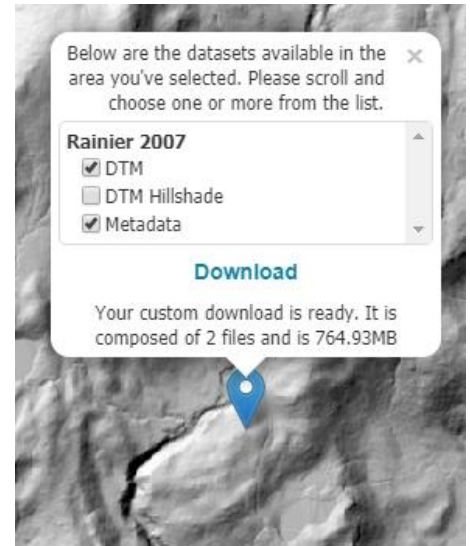 Below are the datasets available in the
area you've selected. Please scroll and
choose one or more from the list.
Rainier 2007
DTM
DTM Hillshade
Metadata
Download
Your custom download is ready. It is
composed of 2 files and is 764.93MB